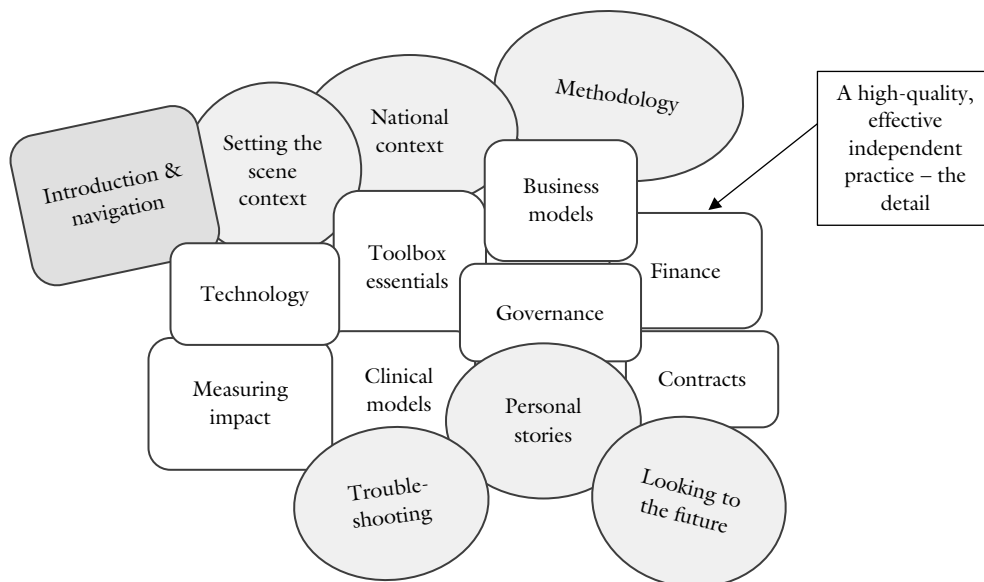 Methodology
National
context
Setting the
scene
context
Introduction &
navigation
A high-quality,
effective
independent
practice – the
detail
Business
models
Toolbox
essentials
Finance
Technology
Governance
Measuring
impact
Clinical
models
Contracts
Personal
stories
Trouble-
shooting
Looking to
the future